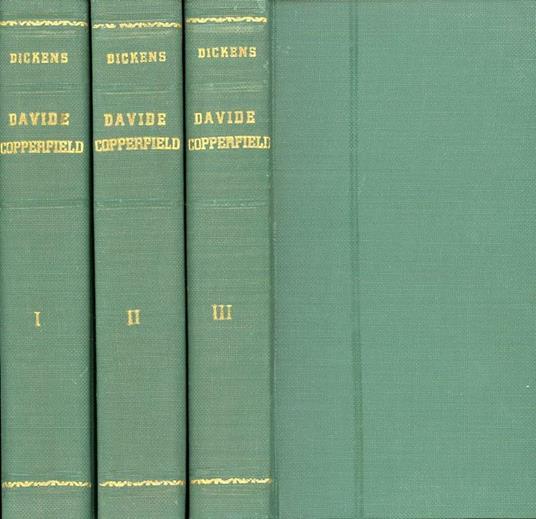 DICKENS
DAVIDE
COPPERFIELD
I
DICKENS
DAVIDE
COPPERFIELD
II
DICKENS
DAVIDE
COPPERFIELD
III